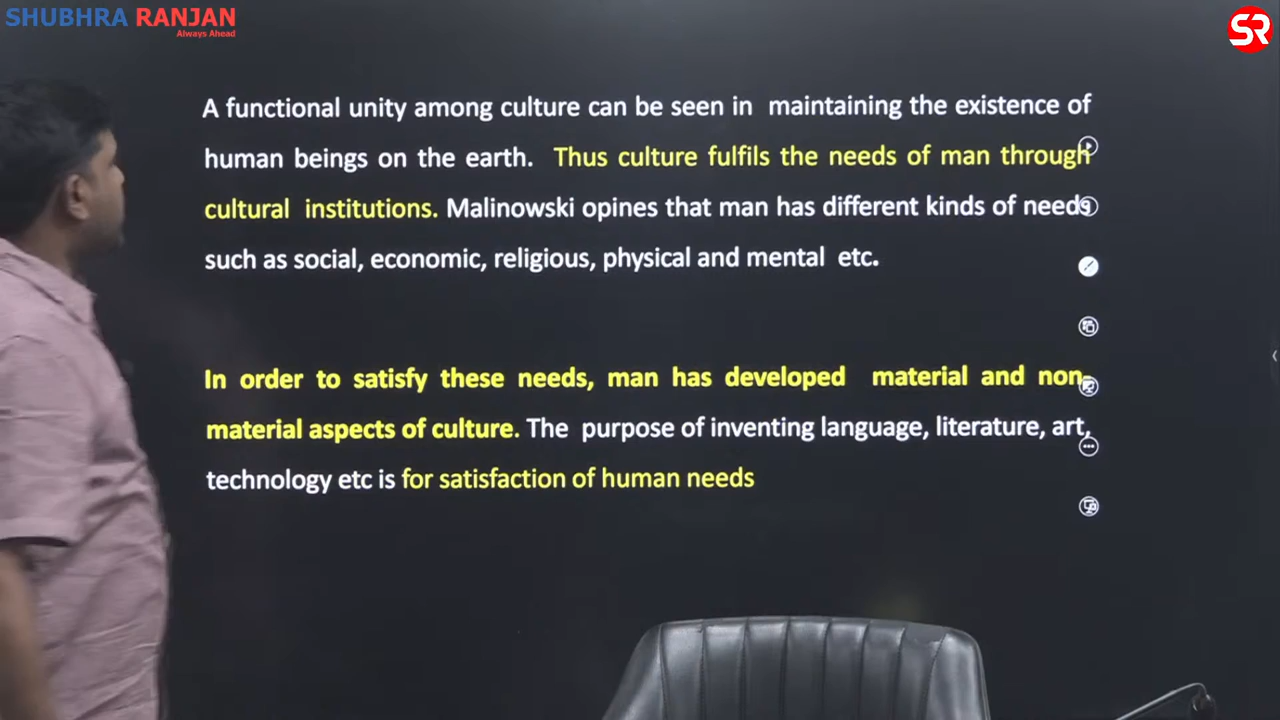 SHUBHRA RANJAN
Always Ahead
SR
A functional unity among culture can be seen in maintaining the existence of
human beings on the earth. Thus culture fulfils the needs of man through
cultural institutions. Malinowski opines that man has different kinds of needs
such as social, economic, religious, physical and mental etc.
In order to satisfy these needs, man has developed material and non-
material aspects of culture. The purpose of inventing language, literature, art,
technology etc is for satisfaction of human needs